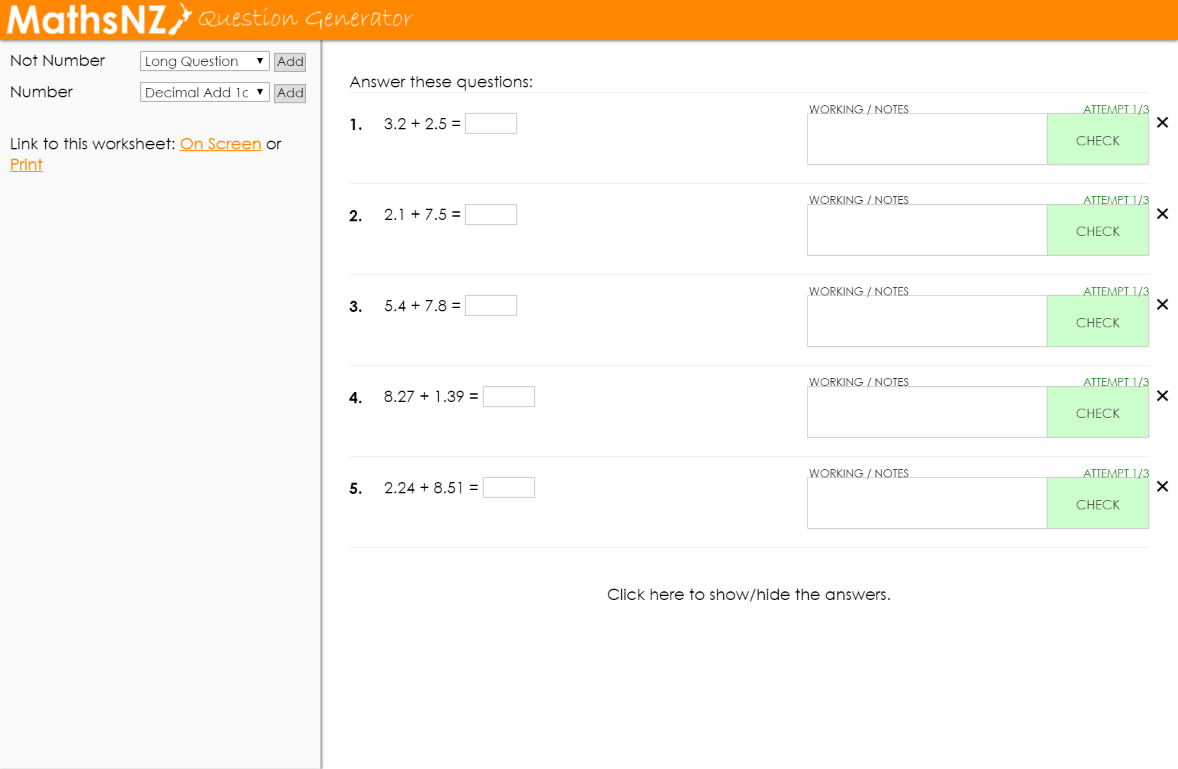 MathsNZ Question Generator
Not Number Long Question Add
Number Decimal Add 1c Add
Link to this worksheet: On Screen or
Print
Answer these questions:
WORKING / NOTES ATTEMPT 1/3
1. 3.2 + 2.5 =
CHECK
WORKING / NOTES ATTEMPT 1/3
2. 2.1 + 7.5 =
CHECK
WORKING / NOTES ATTEMPT 1/3
3. 5.4 + 7.8 =
CHECK
WORKING / NOTES ATTEMPT 1/3
4. 8.27 + 1.39 =
CHECK
WORKING / NOTES ATTEMPT 1/3
5. 2.24 + 8.51 =
CHECK
Click here to show/hide the answers.